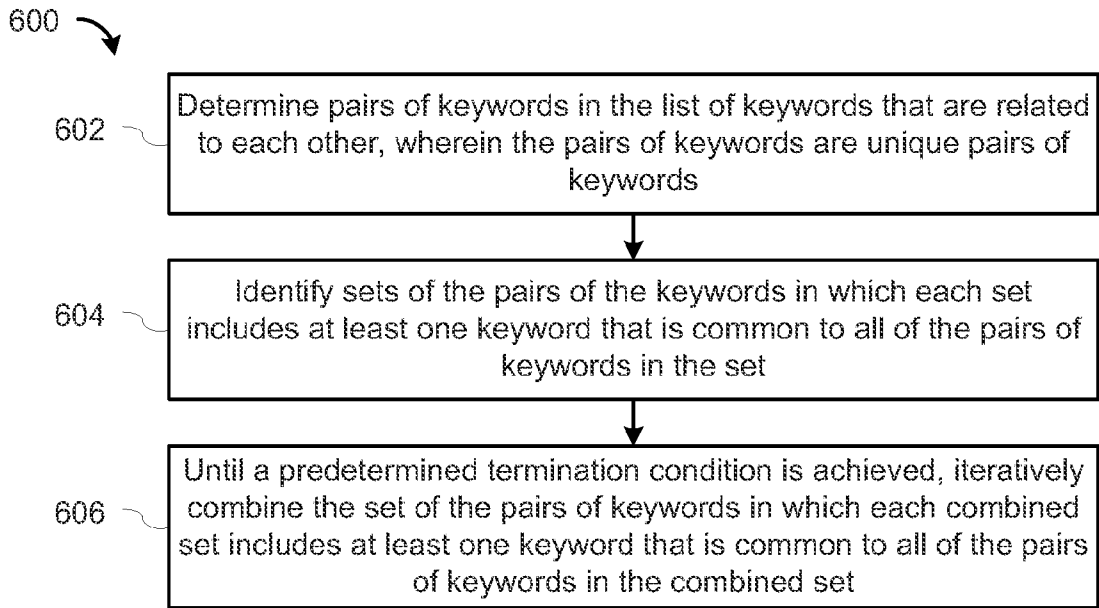 600
602
Determine pairs of keywords in the list of keywords that are related
to each other, wherein the pairs of keywords are unique pairs of
keywords
604
Identify sets of the pairs of the keywords in which each set
includes at least one keyword that is common to all of the pairs of
keywords in the set
606
Until a predetermined termination condition is achieved, iteratively
combine the set of the pairs of keywords in which each combined
set includes at least one keyword that is common to all of the pairs
of keywords in the combined set